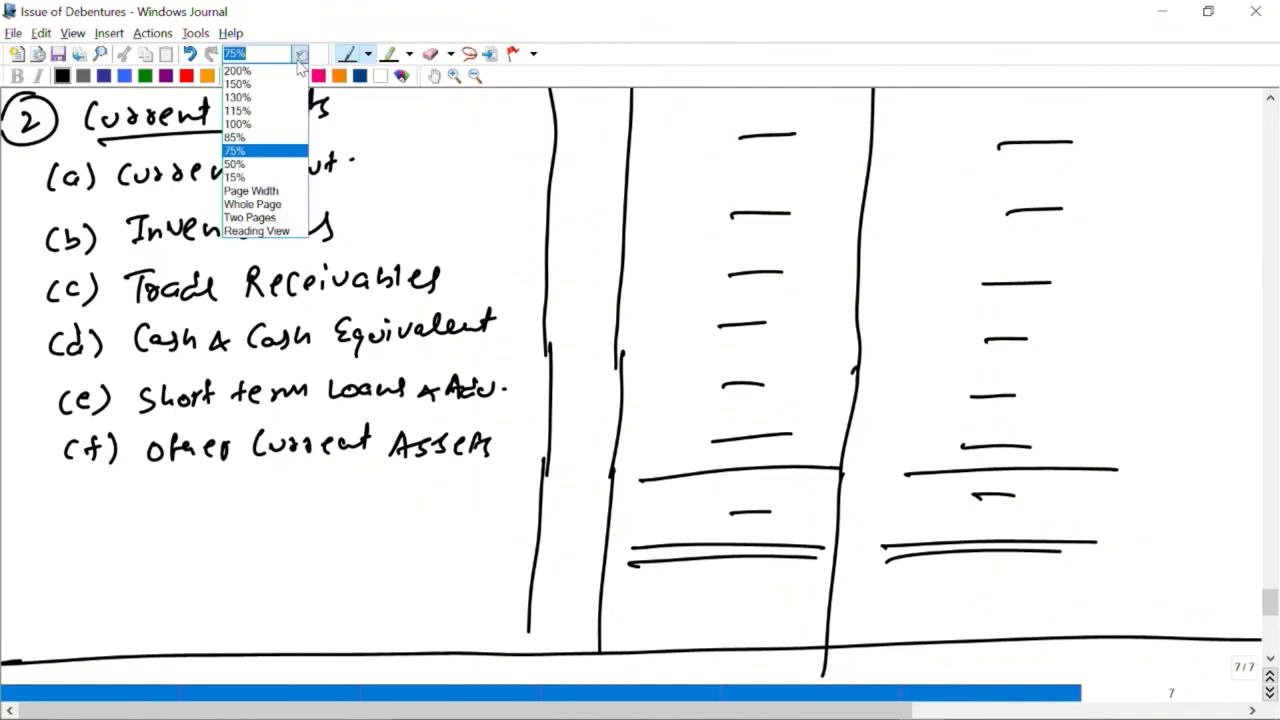 Issue of Debentures - Windows Journal
File Edit View Insert Actions Tools Help
75%
200%
150%
130%
115%
100%
85%
75%
50%
15%
Page Width
Whole Page
Two Pages
Reading View
B I
2 Current ts
(a) Curre ut.
(b) Inven s
(c) Trade Receivables
(d) Cash & Cash Equivalent
(e) Short term Loans & Adv.
(f) Other Current Assets
7/7
7